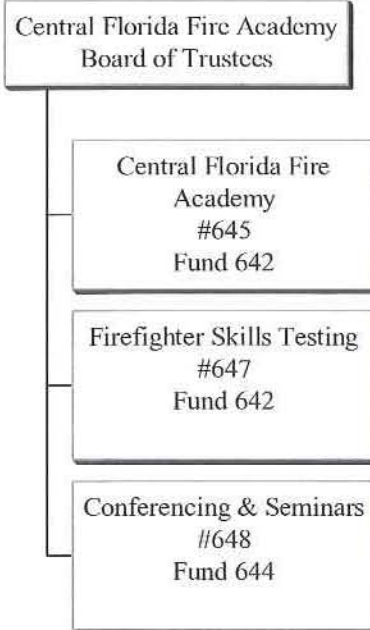 Central Florida Fire Academy
Board of Trustees
Central Florida Fire
Academy
#645
Fund 642
Firefighter Skills Testing
#647
Fund 642
Conferencing & Seminars
#648
Fund 644